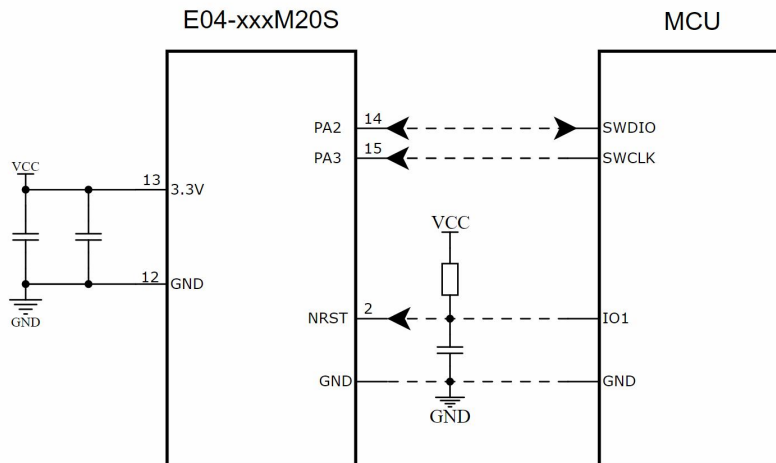 E04-xxxM20S
MCU
PA2
14
SWDIO
PA3
15
SWCLK
VCC
13
3.3V
VCC
12
GND
GND
NRST
2
IO1
GND
GND
GND